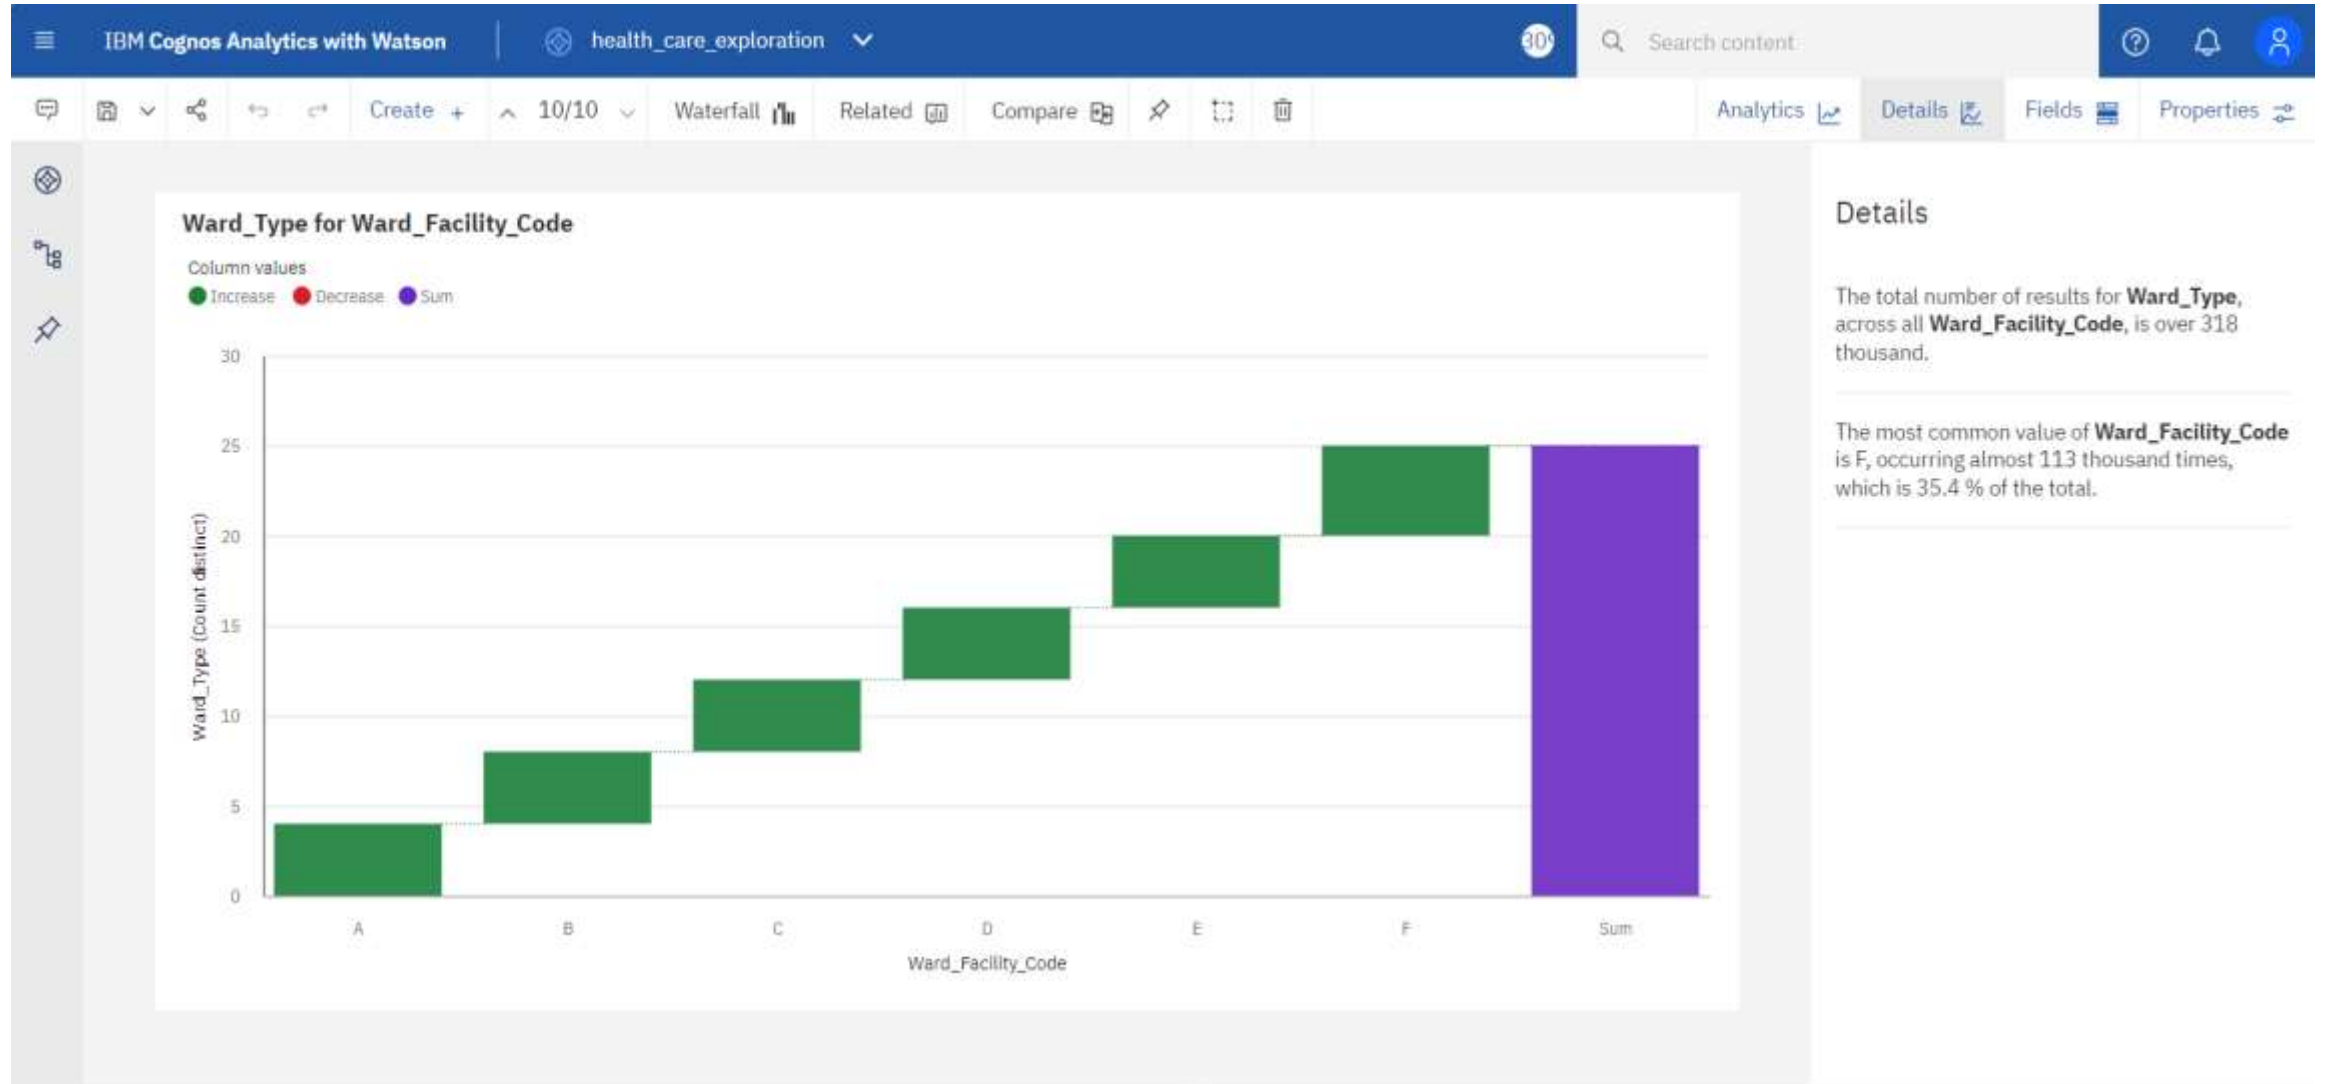 IBM Cognos Analytics with Watson
health_care_exploration
Search content
Create +
10/10
Waterfall
Related
Compare
Analytics
Details
Fields
Properties
Ward_Type for Ward_Facility_Code
Column values
Increase Decrease Sum
30
25
20
15
10
5
0
Ward_Type (Count distinct)
A B C D E F Sum
Ward_Facility_Code
Details
The total number of results for Ward_Type,
across all Ward_Facility_Code, is over 318
thousand.
The most common value of Ward_Facility_Code
is F, occurring almost 113 thousand times,
which is 35.4 % of the total.